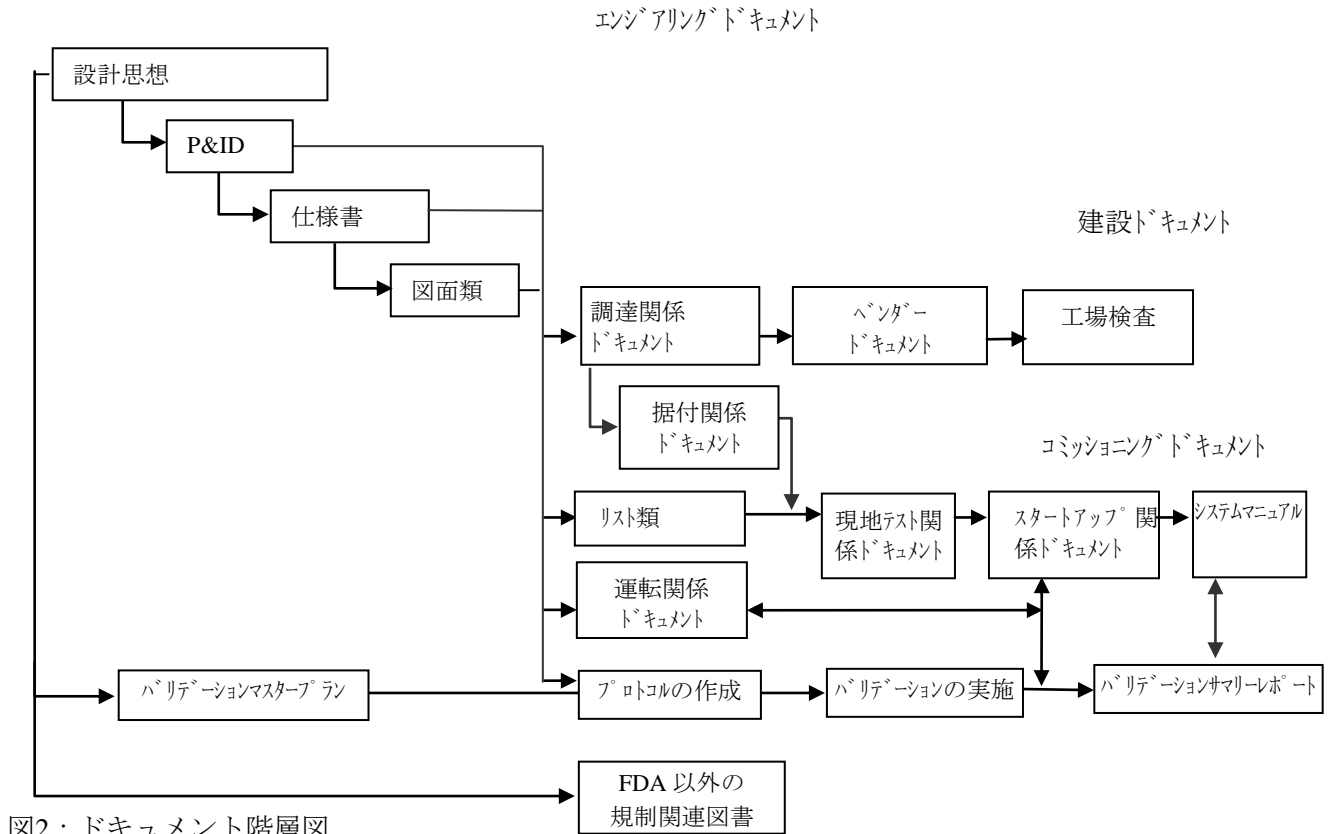 ｴﾝｼﾞｱﾘﾝｸﾞﾄﾞｷｭﾒﾝﾄ
設計思想
P&ID
仕様書
建設ﾄﾞｷｭﾒﾝﾄ
図面類
調達関係
ﾄﾞｷｭﾒﾝﾄ
ﾍﾞﾝﾀﾞｰ
ﾄﾞｷｭﾒﾝﾄ
工場検査
据付関係
ﾄﾞｷｭﾒﾝﾄ
ｺﾐｯｼｮﾆﾝｸﾞﾄﾞｷｭﾒﾝﾄ
ﾘｽﾄ類
現地ﾃｽﾄ関
係ﾄﾞｷｭﾒﾝﾄ
ｽﾀｰﾄｱｯﾌﾟ関
係ﾄﾞｷｭﾒﾝﾄ
ｼｽﾃﾑﾏﾆｭｱﾙ
運転関係
ﾄﾞｷｭﾒﾝﾄ
ﾊﾞﾘﾃﾞｰｼｮﾝﾏｽﾀｰﾌﾟﾗﾝ
ﾌﾟﾛﾄｺﾙの作成
ﾊﾞﾘﾃﾞｰｼｮﾝの実施
ﾊﾞﾘﾃﾞｰｼｮﾝｻﾏﾘｰﾚﾎﾟｰﾄ
FDA 以外の
規制関連図書
図2：ドキュメント階層図